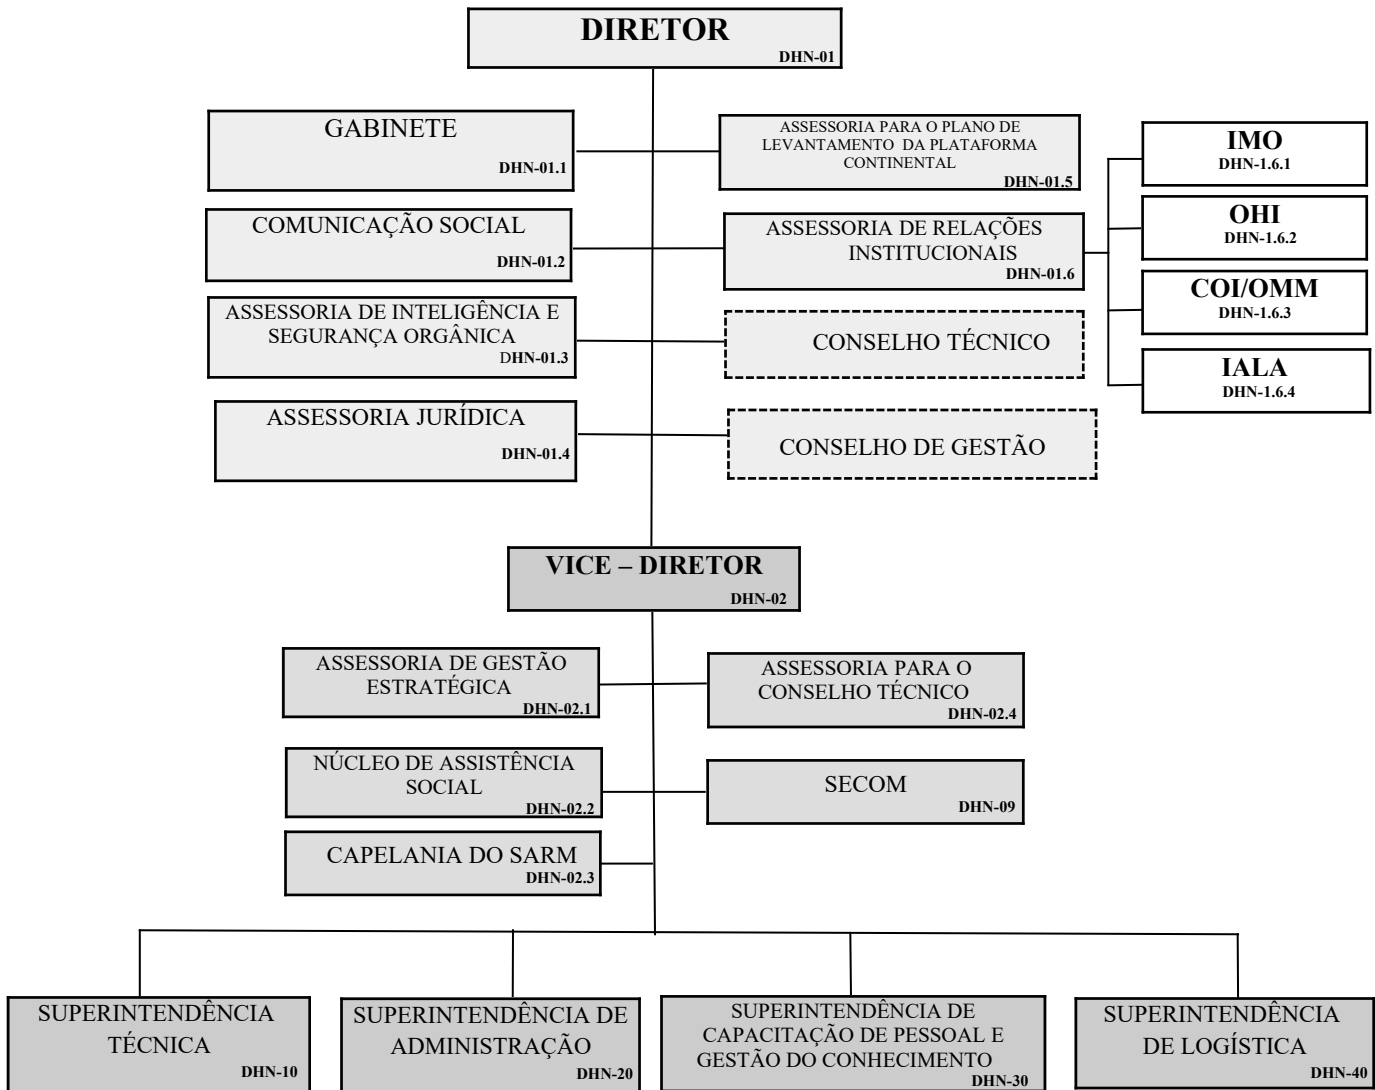 DIRETOR
DHN-01
GABINETE
DHN-01.1
ASSESSORIA PARA O PLANO DE
LEVANTAMENTO DA PLATAFORMA
CONTINENTAL
DHN-01.5
IMO
DHN-1.6.1
COMUNICAÇÃO SOCIAL
DHN-01.2
ASSESSORIA DE RELAÇÕES
INSTITUCIONAIS
DHN-01.6
OHI
DHN-1.6.2
ASSESSORIA DE INTELIGÊNCIA E
SEGURANÇA ORGÂNICA
DHN-01.3
CONSELHO TÉCNICO
COI/OMM
DHN-1.6.3
IALA
DHN-1.6.4
ASSESSORIA JURÍDICA
DHN-01.4
CONSELHO DE GESTÃO
VICE – DIRETOR
DHN-02
ASSESSORIA DE GESTÃO
ESTRATÉGICA
DHN-02.1
ASSESSORIA PARA O
CONSELHO TÉCNICO
DHN-02.4
NÚCLEO DE ASSISTÊNCIA
SOCIAL
DHN-02.2
SECOM
DHN-09
CAPELANIA DO SARM
DHN-02.3
SUPERINTENDÊNCIA
TÉCNICA
DHN-10
SUPERINTENDÊNCIA DE
ADMINISTRAÇÃO
DHN-20
SUPERINTENDÊNCIA DE
CAPACITAÇÃO DE PESSOAL E
GESTÃO DO CONHECIMENTO
DHN-30
SUPERINTENDÊNCIA
DE LOGÍSTICA
DHN-40